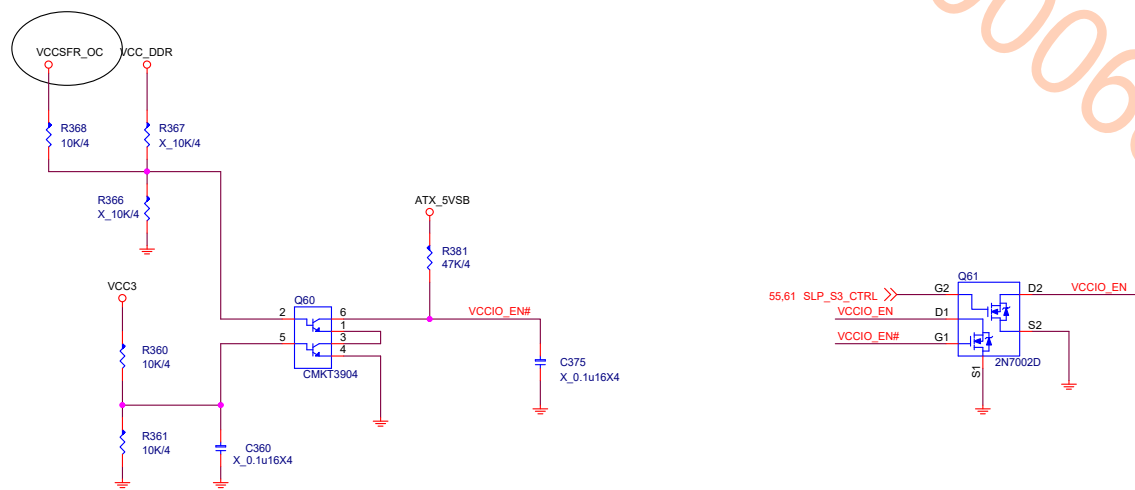 VCCSFR_OC
VCC_DDR
R368
10K/4
R367
X_10K/4
R366
X_10K/4
ATX_5VSB
R381
47K/4
VCC3
Q60
2
6
1
5
3
4
CMKT3904
VCCIO_EN#
R360
10K/4
C375
X_0.1u16X4
R361
10K/4
C360
X_0.1u16X4
Q61
55,61 SLP_S3_CTRL
G2
D2
VCCIO_EN
VCCIO_EN
D1
S2
VCCIO_EN#
G1
2N7002D
S1